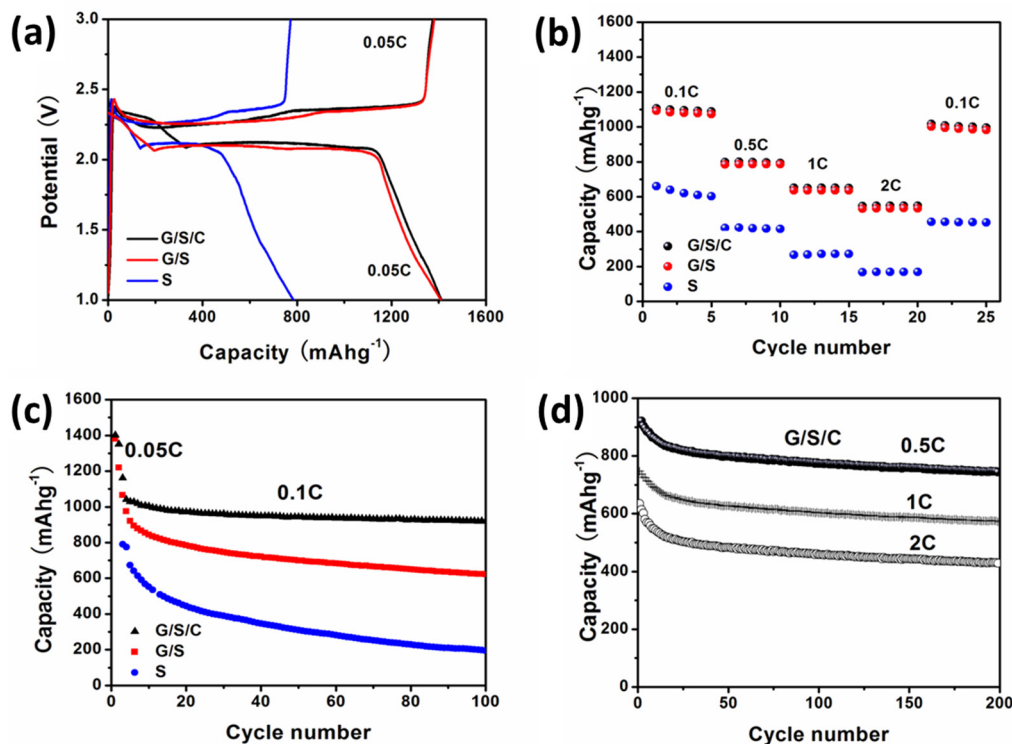 (a)
3.0
2.5
2.0
1.5
1.0
Potential (V)
0.05C
0.05C
G/S/C
G/S
S
0 400 800 1200 1600
Capacity (mAhg-1)
(b)
1600
1400
1200
1000
800
600
400
200
0
Capacity (mAhg-1)
0.1C
0.5C
1C
2C
0.1C
G/S/C
G/S
S
0 5 10 15 20 25
Cycle number
(c)
1600
1400
1200
1000
800
600
400
200
0
Capacity (mAhg-1)
0.05C
0.1C
G/S/C
G/S
S
0 20 40 60 80 100
Cycle number
(d)
1000
800
600
400
200
0
Capacity (mAhg-1)
G/S/C 0.5C
1C
2C
0 50 100 150 200
Cycle number